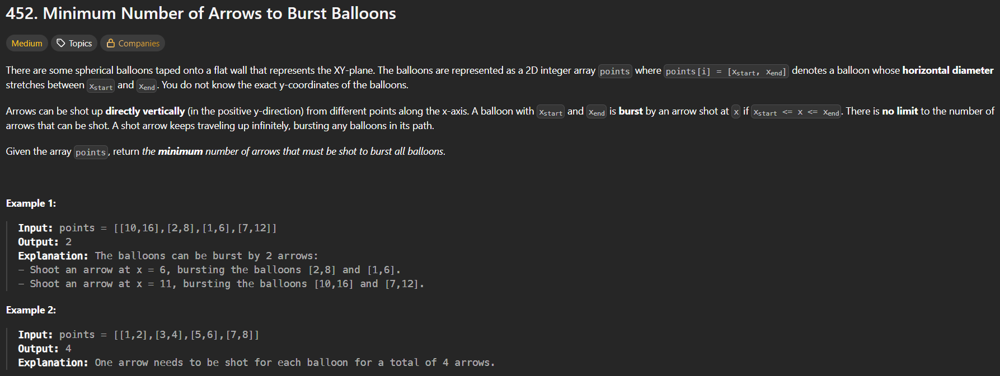 452. Minimum Number of Arrows to Burst Balloons
Medium Topics Companies
There are some spherical balloons taped onto a flat wall that represents the XY-plane. The balloons are represented as a 2D integer array points where points[i] = [xstart, xend] denotes a balloon whose horizontal diameter
stretches between xstart and xend. You do not know the exact y-coordinates of the balloons.
Arrows can be shot up directly vertically (in the positive y-direction) from different points along the x-axis. A balloon with xstart and xend is burst by an arrow shot at x if xstart <= x <= xend. There is no limit to the number of
arrows that can be shot. A shot arrow keeps traveling up infinitely, bursting any balloons in its path.
Given the array points, return the minimum number of arrows that must be shot to burst all balloons.
Example 1:
Input: points = [[10,16],[2,8],[1,6],[7,12]]
Output: 2
Explanation: The balloons can be burst by 2 arrows:
- Shoot an arrow at x = 6, bursting the balloons [2,8] and [1,6].
- Shoot an arrow at x = 11, bursting the balloons [10,16] and [7,12].
Example 2:
Input: points = [[1,2],[3,4],[5,6],[7,8]]
Output: 4
Explanation: One arrow needs to be shot for each balloon for a total of 4 arrows.